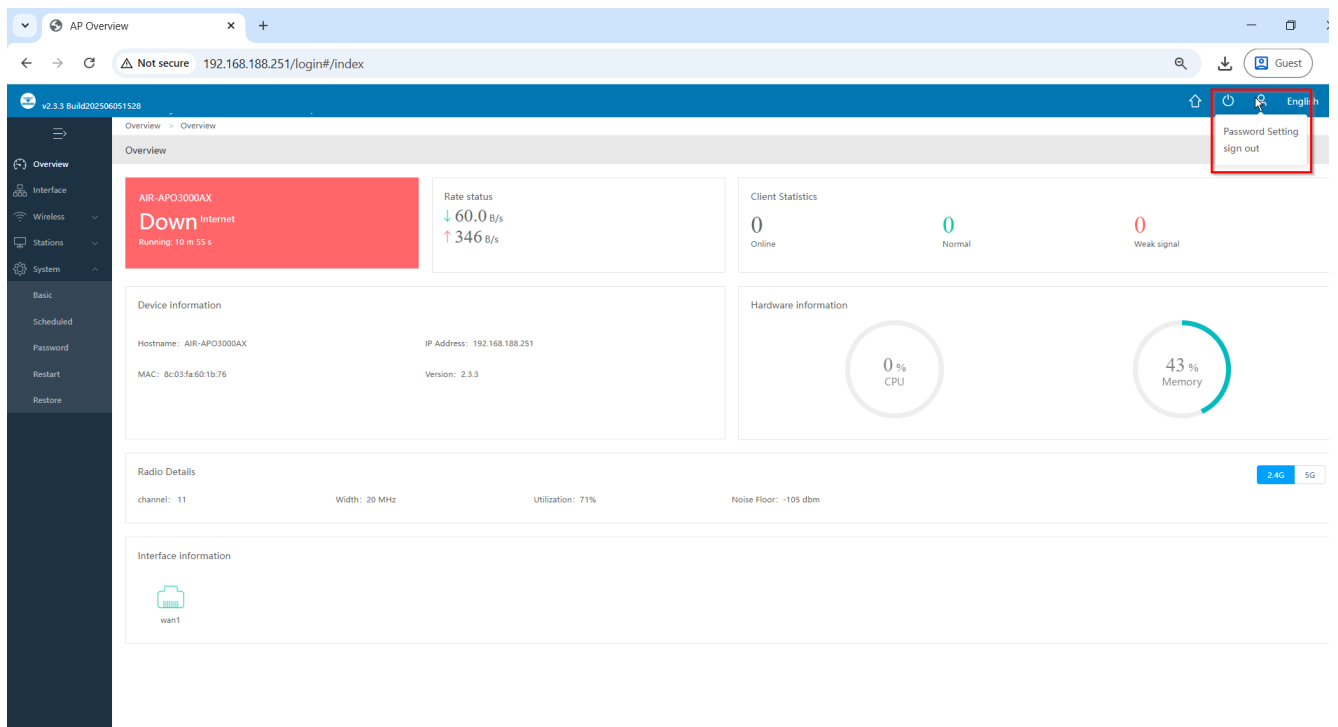 AP Overview
Not secure 192.168.188.251/login#/index Guest
v2.3.3 Build202506051528 English
Overview > Overview
Overview
Password Setting
sign out
Overview
Interface
Wireless
Stations
System
Basic
Scheduled
Password
Restart
Restore
AIR-APO3000AX
Down Internet
Running: 10 m 55 s
Rate status
↓ 60.0 B/s
↑ 346 B/s
Client Statistics
0 0 0
Online Normal Weak signal
Device information
Hostname: AIR-APO3000AX IP Address: 192.168.188.251
MAC: 8c:03:fa:60:1b:76 Version: 2.3.3
Hardware information
0 %
CPU
43 %
Memory
Radio Details
2.4G 5G
channel: 11 Width: 20 MHz Utilization: 71% Noise Floor: -105 dbm
Interface information
wan1